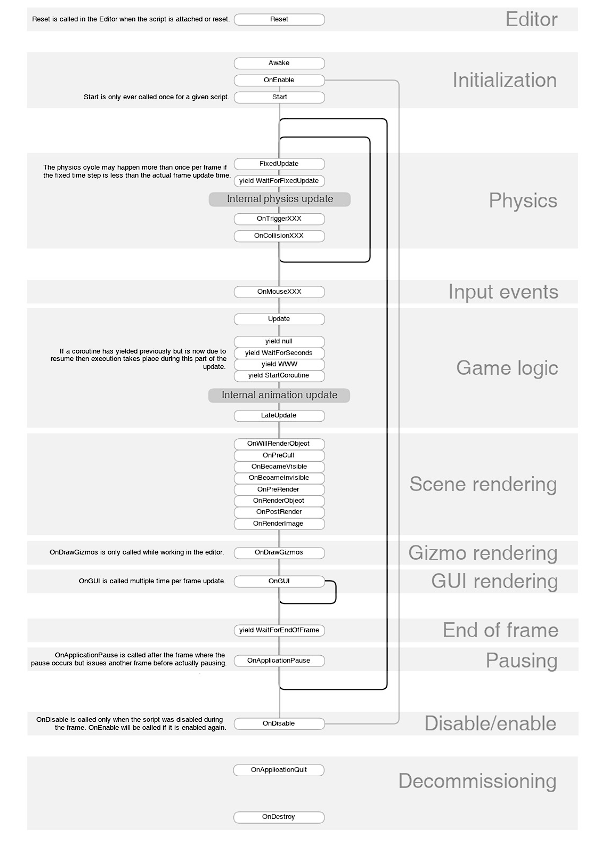 Editor
Reset is called in the Editor when the script is attached or reset.
Reset
Initialization
Awake
OnEnable
Start is only ever called once for a given script.
Start
Physics
The physics cycle may happen more than once per frame if
the fixed time step is less than the actual frame update time.
FixedUpdate
yield WaitForFixedUpdate
Internal physics update
OnTriggerXXX
OnCollisionXXX
Input events
OnMouseXXX
Game logic
Update
If a coroutine has yielded previously but is now due to
resume then execution takes place during this part of the
update.
yield null
yield WaitForSeconds
yield WWW
yield StartCoroutine
Internal animation update
LateUpdate
Scene rendering
OnWillRenderObject
OnPreCull
OnBecameVisible
OnBecameInvisible
OnPreRender
OnRenderObject
OnPostRender
OnRenderImage
Gizmo rendering
OnDrawGizmos is only called while working in the editor.
OnDrawGizmos
GUI rendering
OnGUI is called multiple time per frame update.
OnGUI
End of frame
yield WaitForEndOfFrame
Pausing
OnApplicationPause is called after the frame where the
pause occurs but issues another frame before actually pausing.
OnApplicationPause
Disable/enable
OnDisable is called only when the script was disabled during
the frame. OnEnable will be called if it is enabled again.
OnDisable
Decommissioning
OnApplicationQuit
OnDestroy